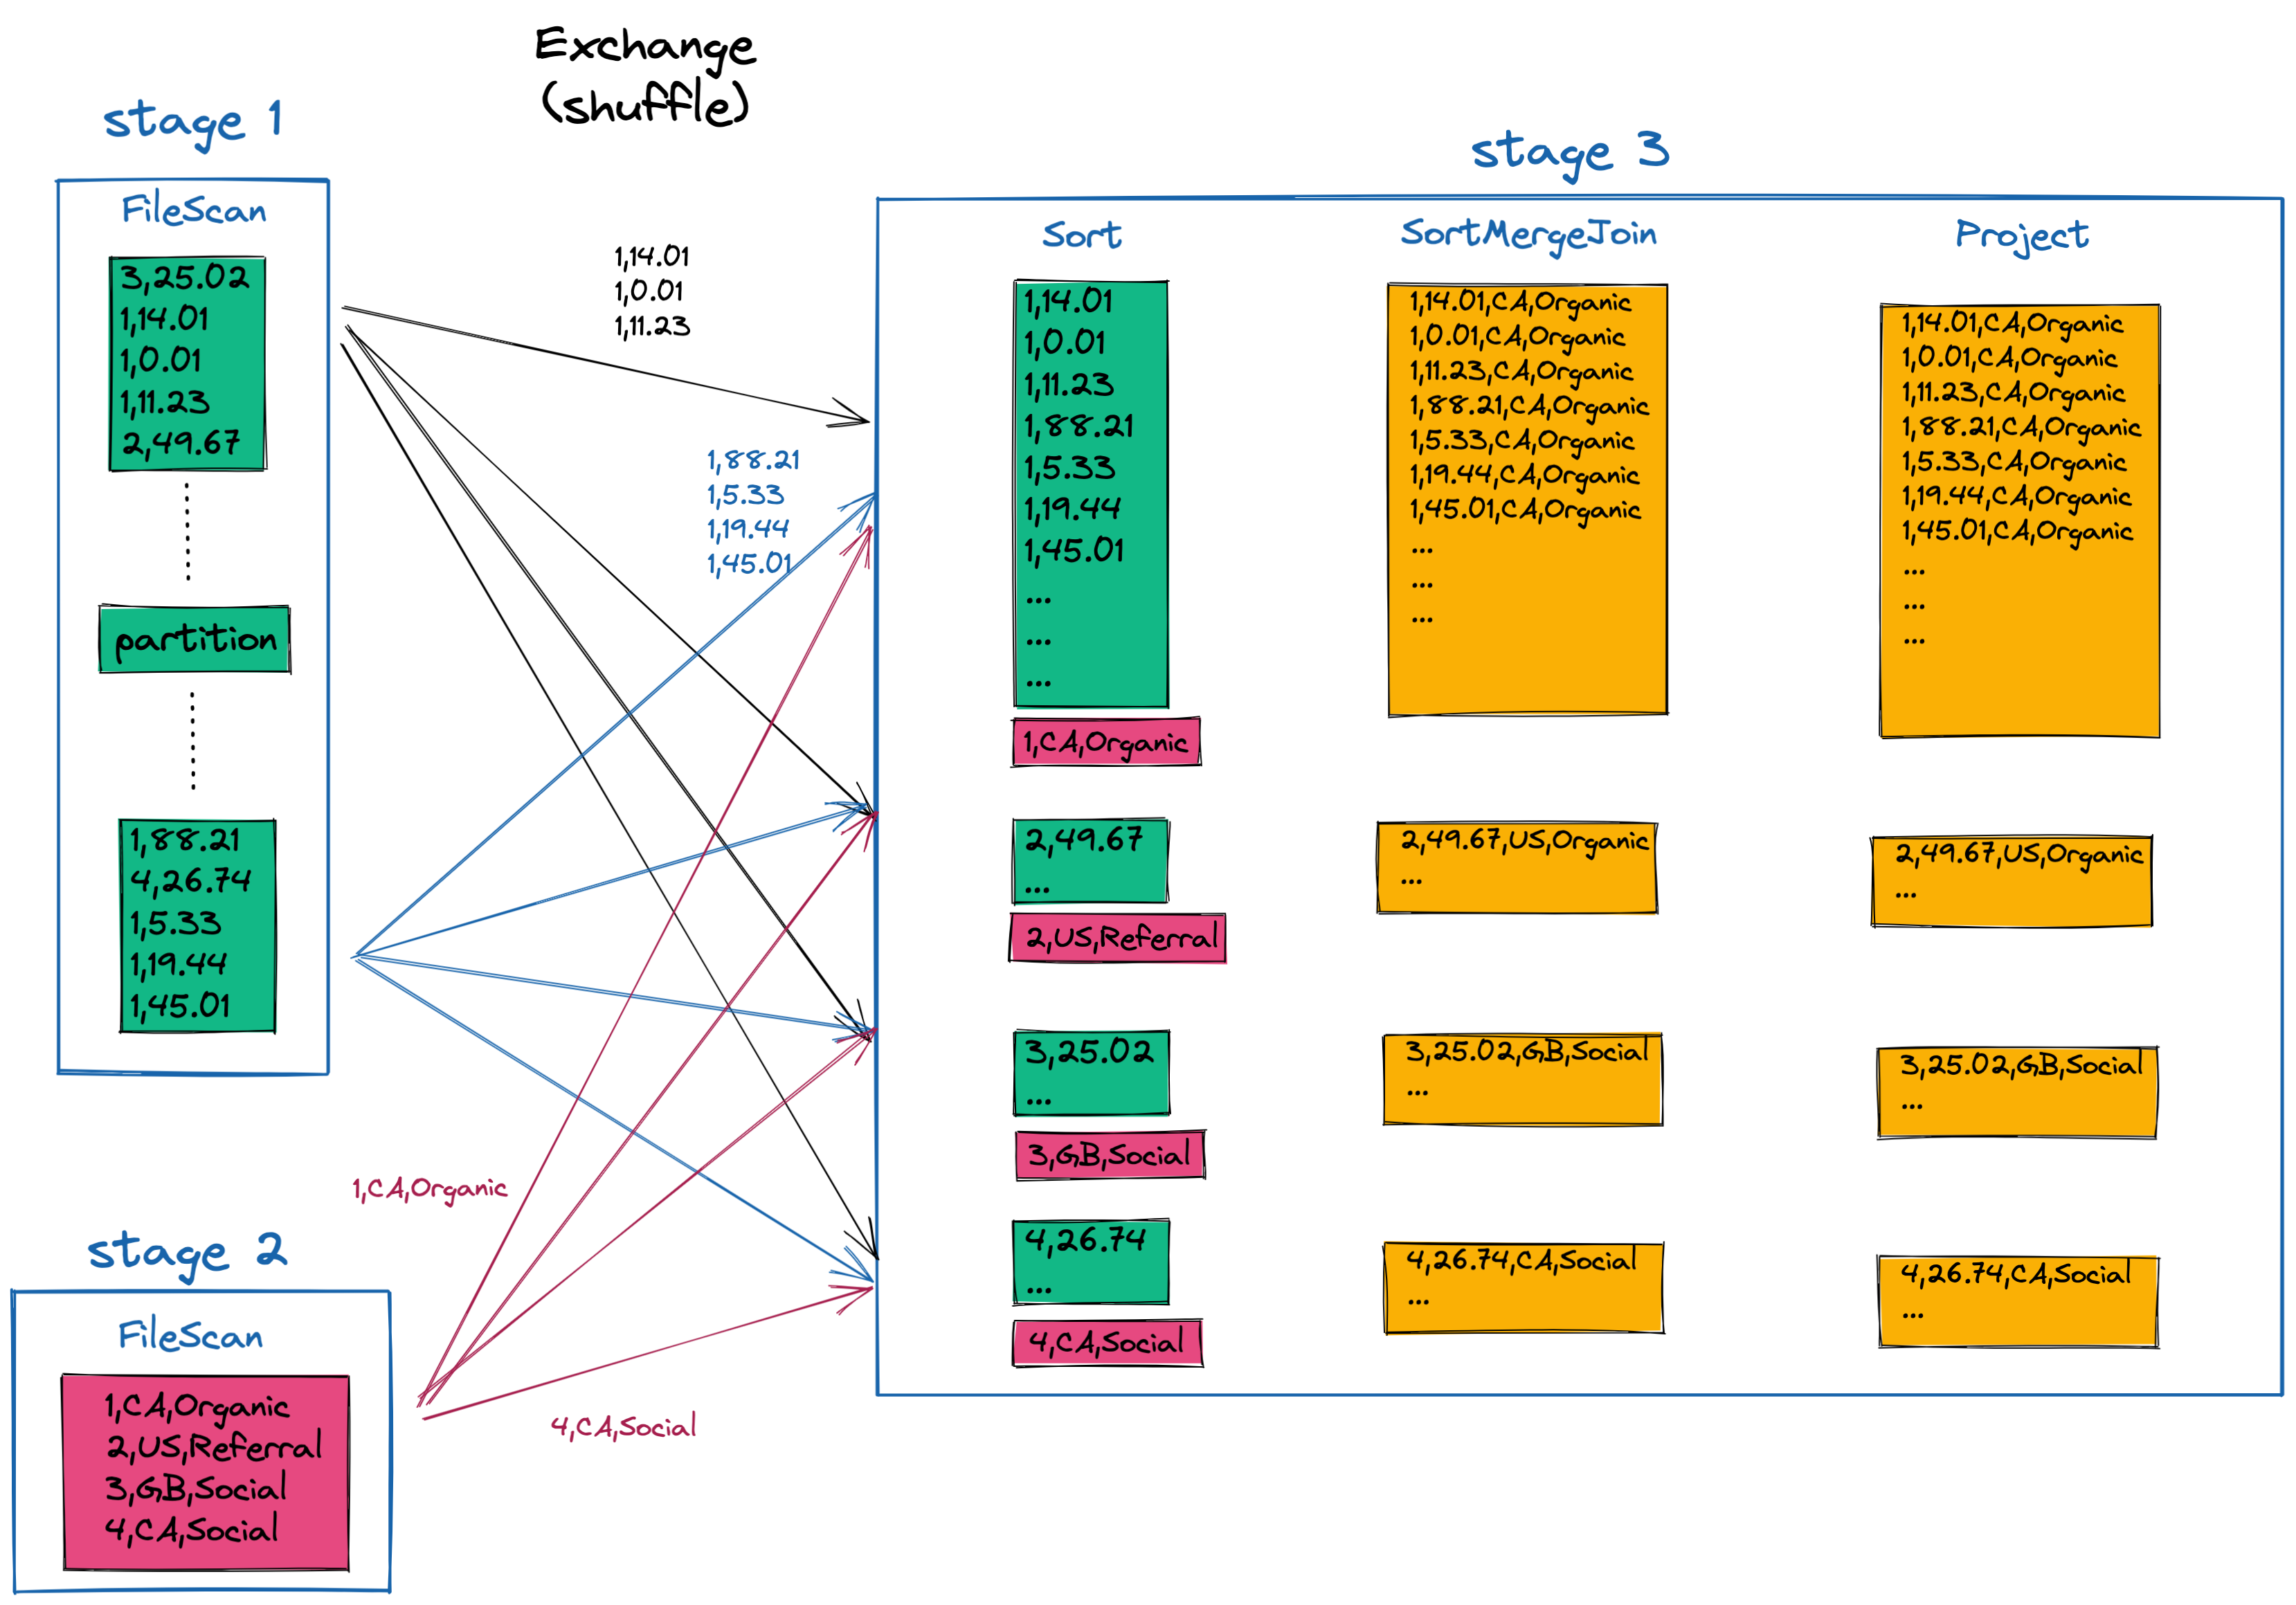 Exchange
(shuffle)
stage 1
FileScan
3,25.02
1,14.01
1,0.01
1,11.23
2,49.67
partition
1,88.21
4,26.74
1,5.33
1,19.44
1,45.01
1,14.01
1,0.01
1,11.23
1,88.21
1,5.33
1,19.44
1,45.01
1,CA,Organic
4,CA,Social
stage 2
FileScan
1,CA,Organic
2,US,Referral
3,GB,Social
4,CA,Social
stage 3
Sort
1,14.01
1,0.01
1,11.23
1,88.21
1,5.33
1,19.44
1,45.01
...
...
...
1,CA,Organic
2,49.67
...
2,US,Referral
3,25.02
...
3,GB,Social
4,26.74
...
4,CA,Social
SortMergeJoin
1,14.01,CA,Organic
1,0.01,CA,Organic
1,11.23,CA,Organic
1,88.21,CA,Organic
1,5.33,CA,Organic
1,19.44,CA,Organic
1,45.01,CA,Organic
...
...
...
2,49.67,US,Organic
...
3,25.02,GB,Social
...
4,26.74,CA,Social
...
Project
1,14.01,CA,Organic
1,0.01,CA,Organic
1,11.23,CA,Organic
1,88.21,CA,Organic
1,5.33,CA,Organic
1,19.44,CA,Organic
1,45.01,CA,Organic
...
...
...
2,49.67,US,Organic
...
3,25.02,GB,Social
...
4,26.74,CA,Social
...